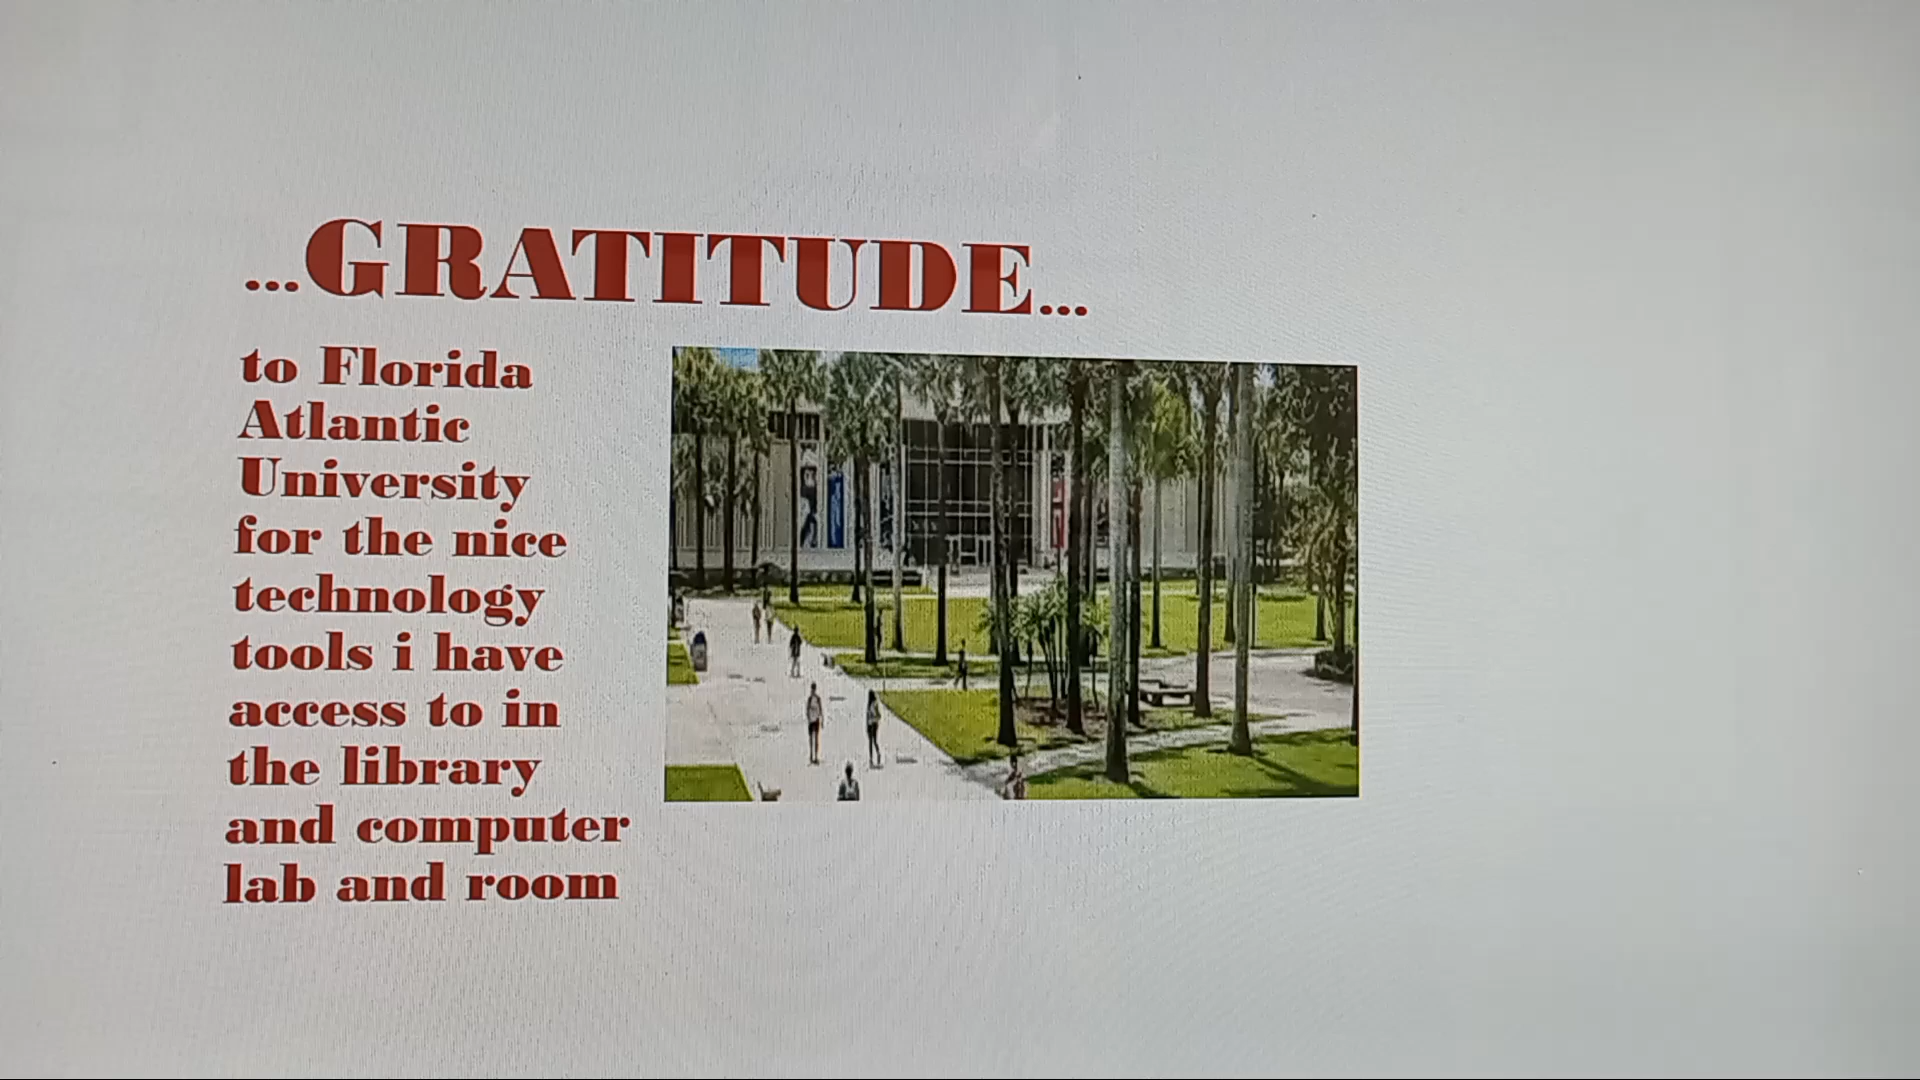 ...GRATITUDE...
to Florida
Atlantic
University
for the nice
technology
tools i have
access to in
the library
and computer
lab and room